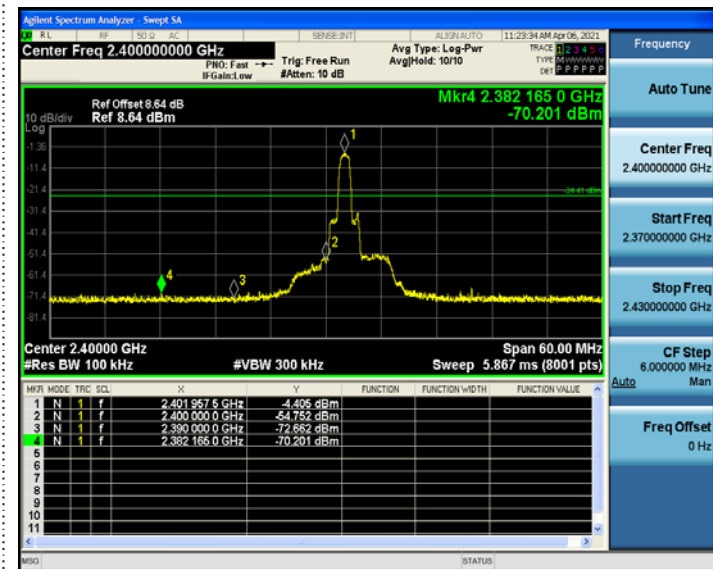 Agilent Spectrum Analyzer - Swept SA
RL RF 50 Ω AC SENSE:INT ALIGN AUTO 11:23:34 AM Apr 06, 2021
Center Freq 2.400000000 GHz
PNO: Fast
IFGain:Low
Trig: Free Run
#Atten: 10 dB
Avg Type: Log-Pwr
Avg|Hold: 10/10
TRACE 1 2 3 4 5 6
TYPE MWWWWW
DET P P P P P P
Ref Offset 8.64 dB
Ref 8.64 dBm
10 dB/div
Log
Mkr4 2.382 165 0 GHz
-70.201 dBm
-1.36
-11.4
-21.4
-31.4
-41.4
-51.4
-61.4
-71.4
-81.4
-24.41 dBm
1
2
3
4
Center 2.40000 GHz Span 60.00 MHz
#Res BW 100 kHz #VBW 300 kHz Sweep 5.867 ms (8001 pts)
MKR MODE TRC SCL X Y FUNCTION FUNCTION WIDTH FUNCTION VALUE
1 N 1 f 2.401 957 5 GHz -4.405 dBm
2 N 1 f 2.400 000 0 GHz -54.752 dBm
3 N 1 f 2.390 000 0 GHz -72.662 dBm
4 N 1 f 2.382 165 0 GHz -70.201 dBm
5
6
7
8
9
10
11
MSG STATUS
Frequency
Auto Tune
Center Freq
2.400000000 GHz
Start Freq
2.370000000 GHz
Stop Freq
2.430000000 GHz
CF Step
6.000000 MHz
Auto Man
Freq Offset
0 Hz